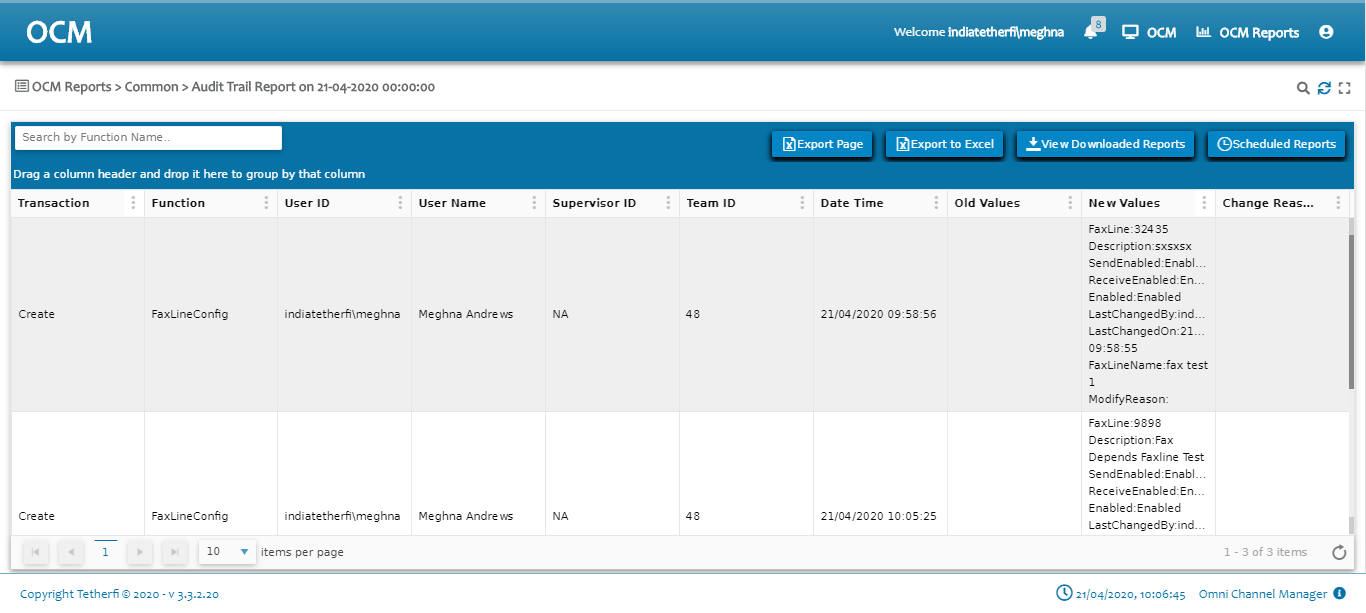 OCM
Welcome indiatetherfi\meghna
8
OCM
OCM Reports
OCM Reports > Common > Audit Trail Report on 21-04-2020 00:00:00
Search by Function Name..
Export Page
Export to Excel
View Downloaded Reports
Scheduled Reports
Drag a column header and drop it here to group by that column
Transaction Function User ID User Name Supervisor ID Team ID Date Time Old Values New Values Change Reas...
Create FaxLineConfig indiatetherfi\meghna Meghna Andrews NA 48 21/04/2020 09:58:56
FaxLine:32435
Description:sxsxsx
SendEnabled:Enabl...
ReceiveEnabled:En...
Enabled:Enabled
LastChangedBy:ind...
LastChangedOn:21...
09:58:55
FaxLineName:fax test
1
ModifyReason:
Create FaxLineConfig indiatetherfi\meghna Meghna Andrews NA 48 21/04/2020 10:05:25
FaxLine:9898
Description:Fax
Depends Faxline Test
SendEnabled:Enabl...
ReceiveEnabled:En...
Enabled:Enabled
LastChangedBy:ind...
1 10 items per page 1 - 3 of 3 items
Copyright Tetherfi © 2020 - v 3.3.2.20
21/04/2020, 10:06:45 Omni Channel Manager